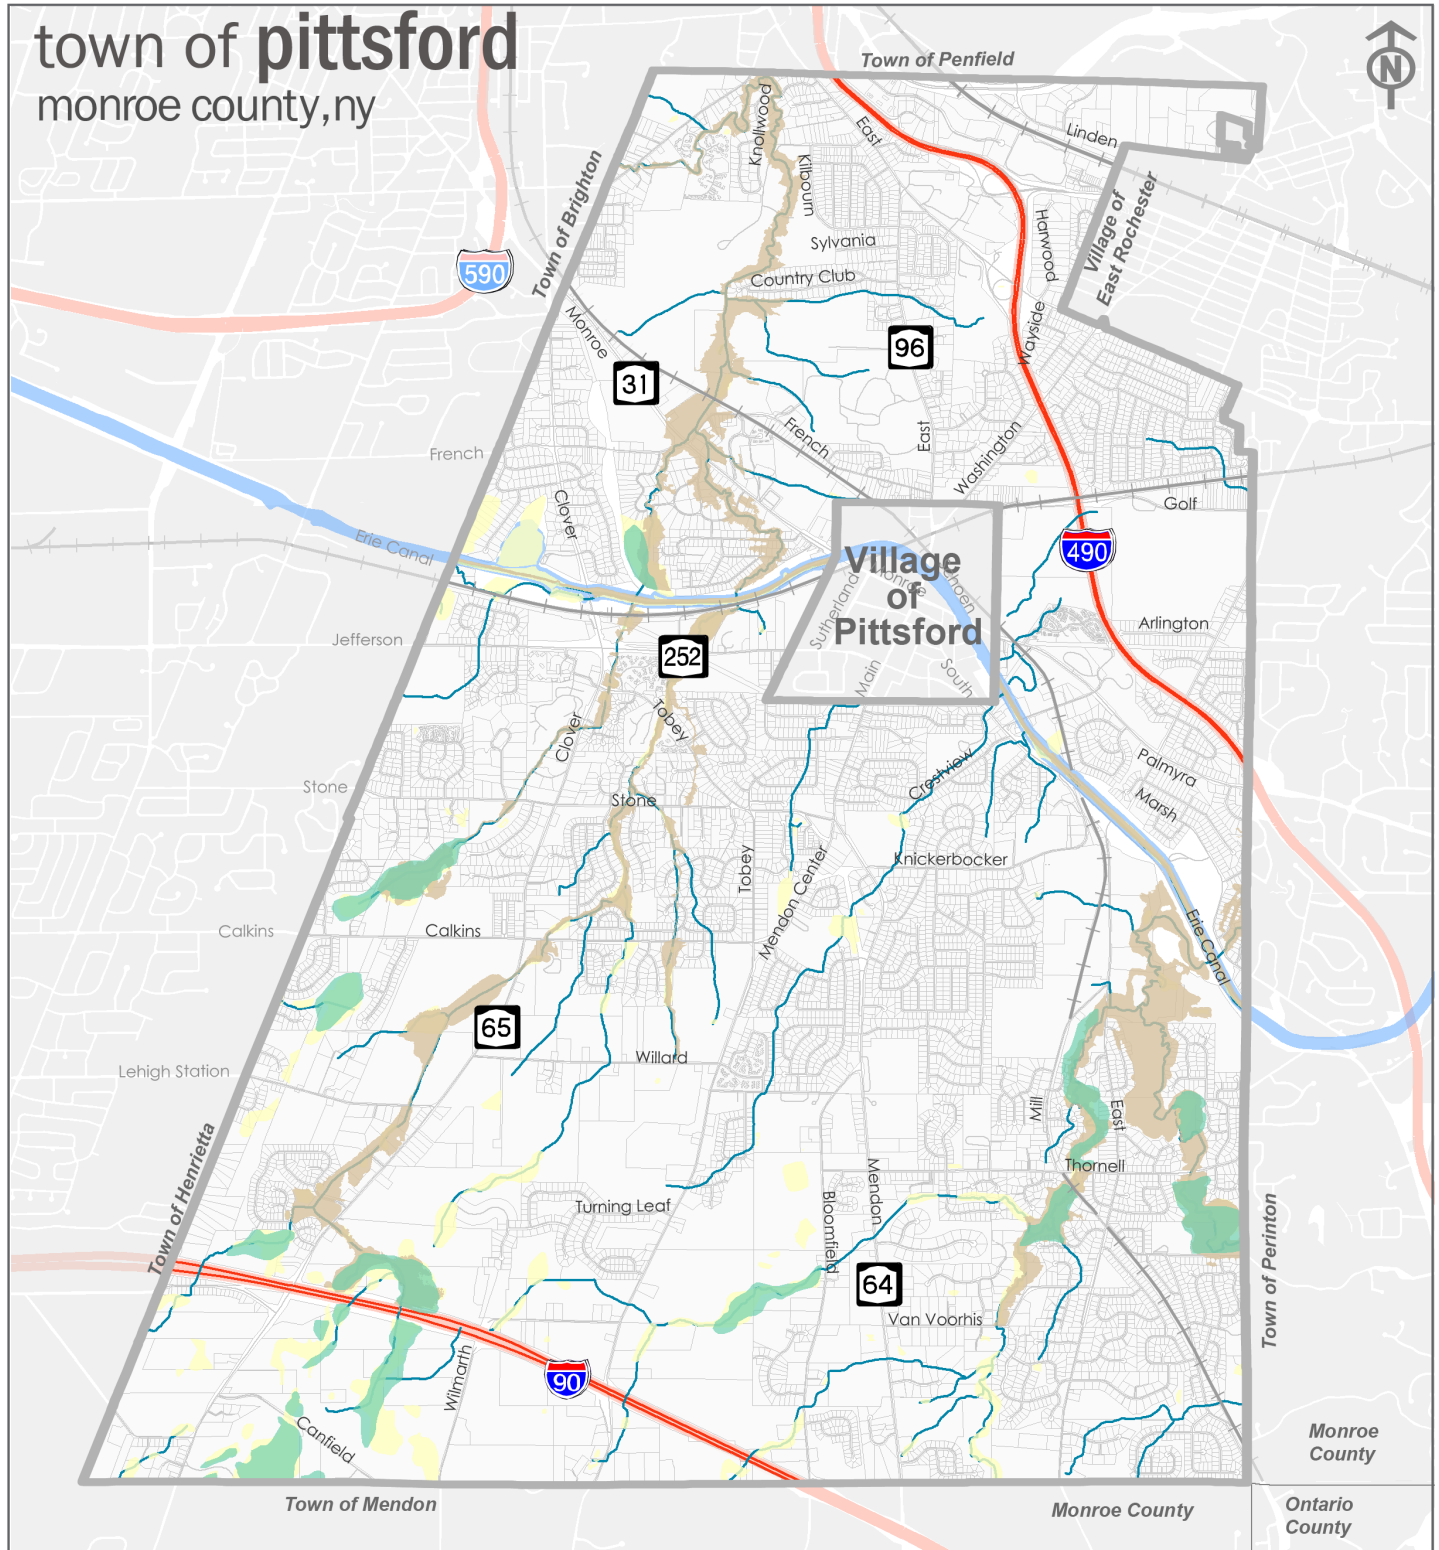 town of pittsford
monroe county,ny
Town of Penfield
N
Linden
East
Knollwood
Kilbourn
Town of Brighton
Village of
East Rochester
Harwood
Sylvania
590
Country Club
Monroe
Wayside
96
31
French
East
Washington
French
Clover
Golf
Erie Canal
490
Village
of
Pittsford
Monroe
Sutherland
Jefferson
Arlington
252
Main
South
Tobey
Clover
Palmyra
Crestview
Stone
Stone
Marsh
Knickerbocker
Tobey
Mendon Center
Calkins
Calkins
Erie Canal
65
Willard
Lehigh Station
Mill
East
Town of Henrietta
Thornell
Mendon
Bloomfield
Turning Leaf
Town of Perinton
64
Van Voorhis
Wilmarth
90
Canfield
Monroe
County
Town of Mendon
Monroe County
Ontario
County